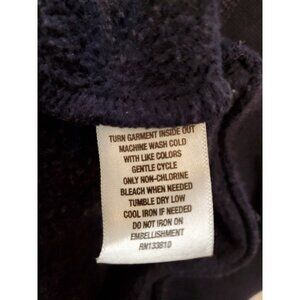 TURN GARMENT INSIDE OUT
MACHINE WASH COLD
WITH LIKE COLORS
GENTLE CYCLE
ONLY NON-CHLORINE
BLEACH WHEN NEEDED
TUMBLE DRY LOW
COOL IRON IF NEEDED
DO NOT IRON ON
EMBELLISHMENT
RN133810